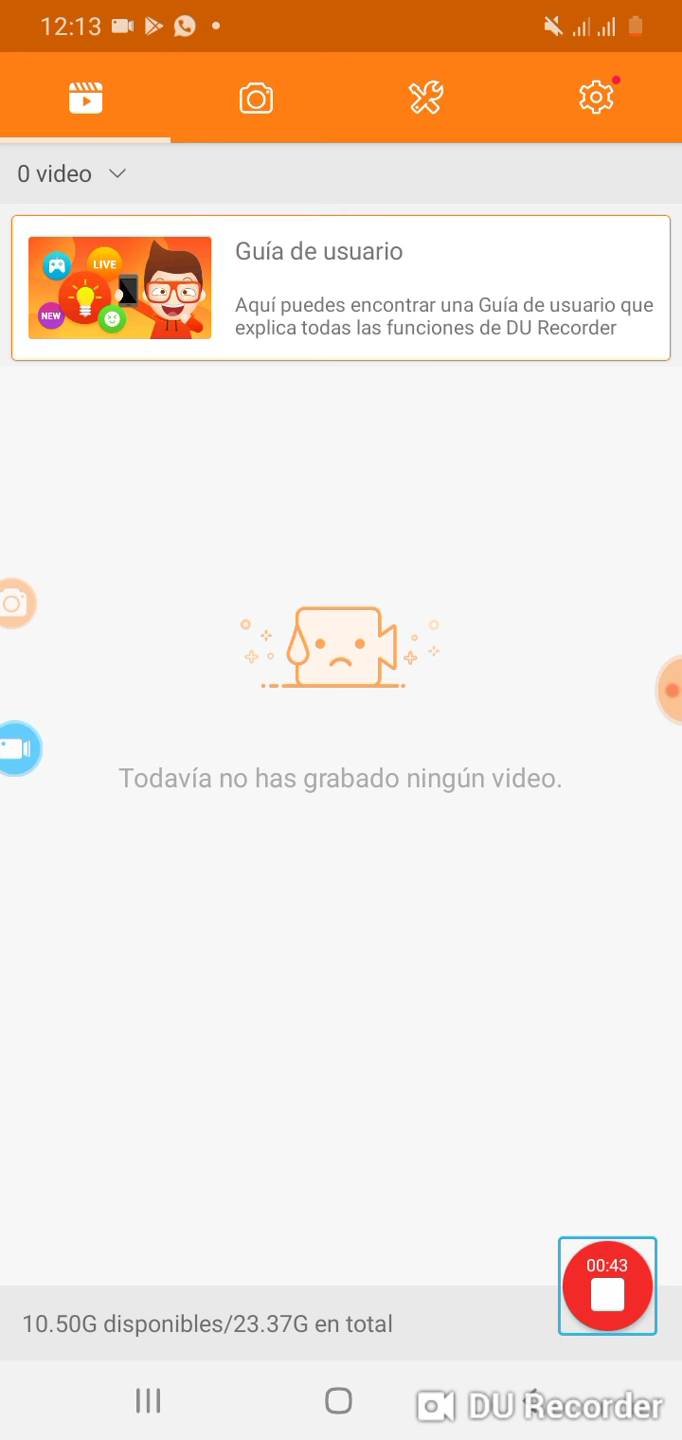 12:13
0 video
LIVE
NEW
Guía de usuario
Aquí puedes encontrar una Guía de usuario que
explica todas las funciones de DU Recorder
Todavía no has grabado ningún video.
00:43
10.50G disponibles/23.37G en total
DU Recorder